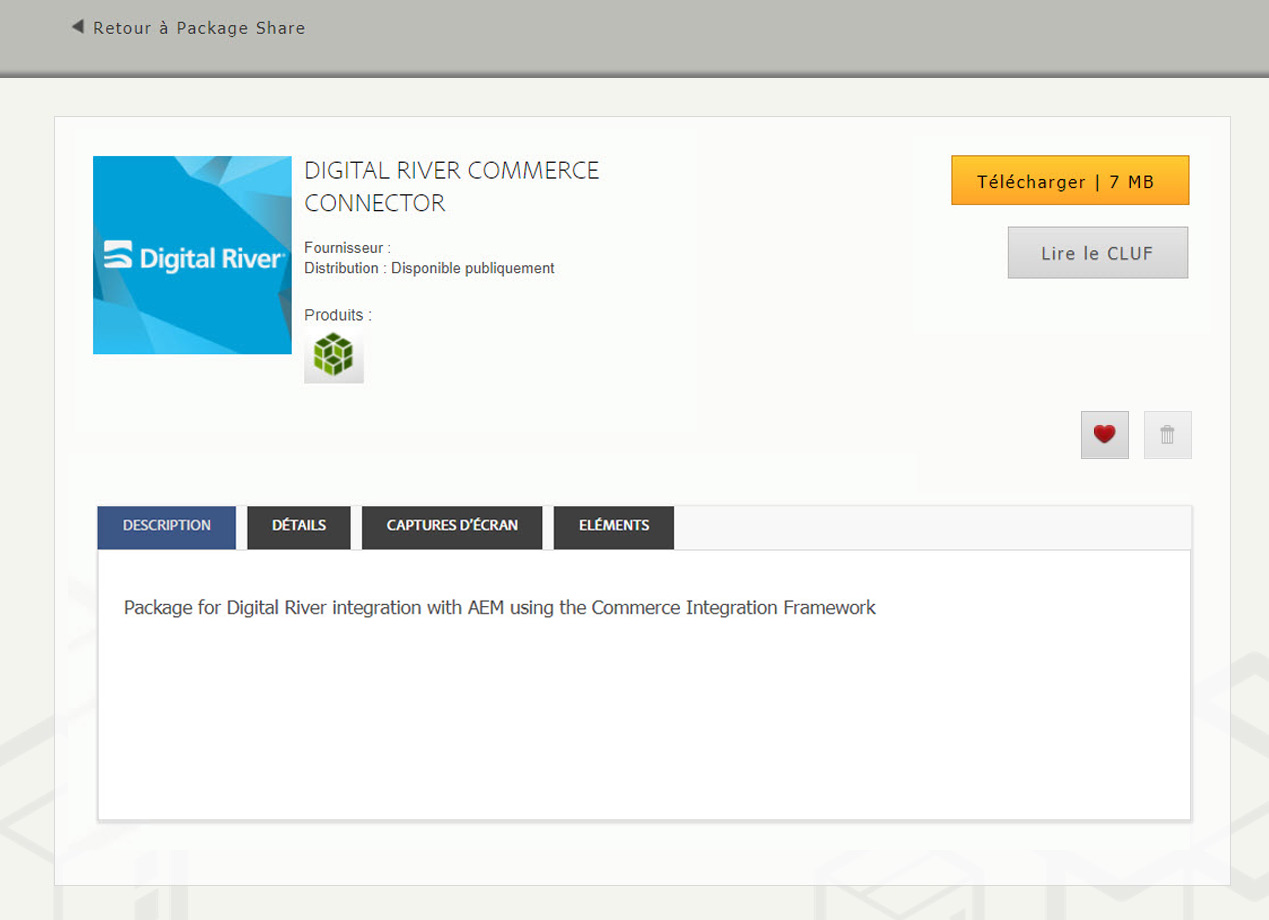 Retour à Package Share
DIGITAL RIVER COMMERCE
CONNECTOR
Digital River
Fournisseur :
Distribution : Disponible publiquement
Produits :
Télécharger | 7 MB
Lire le CLUF
DESCRIPTION
DÉTAILS
CAPTURES D’ÉCRAN
ELÉMENTS
Package for Digital River integration with AEM using the Commerce Integration Framework